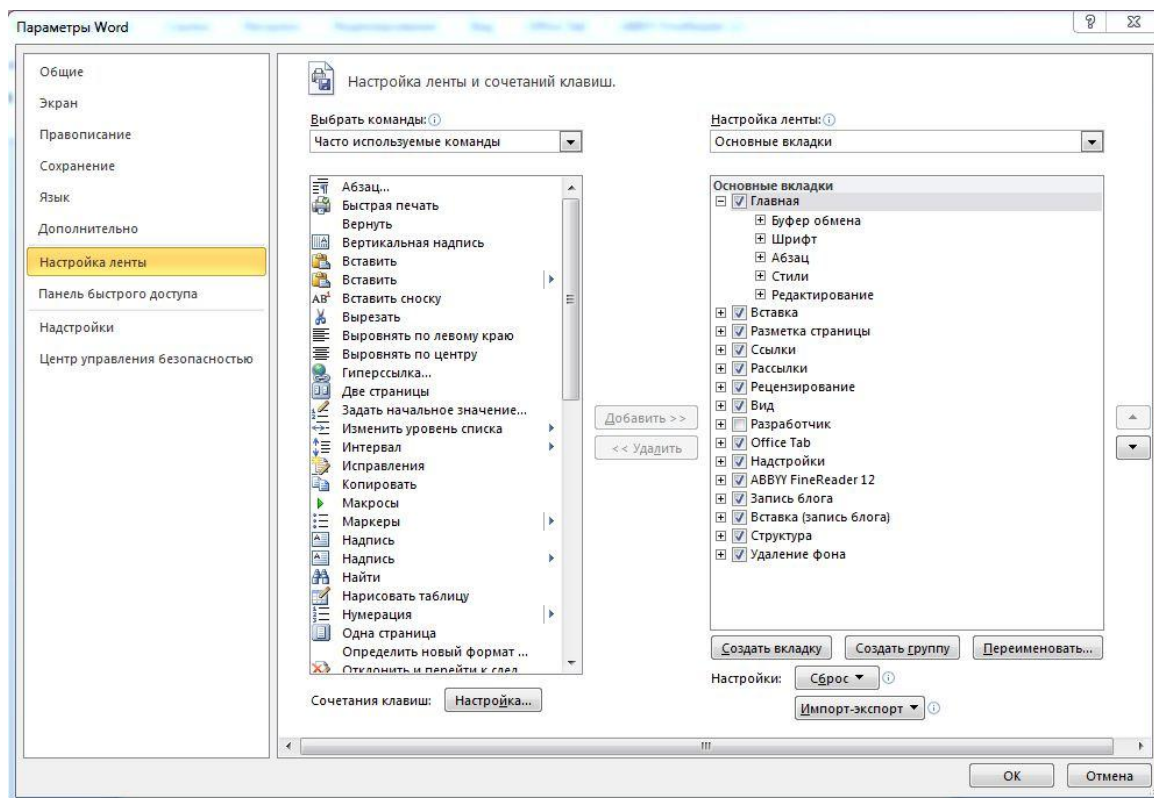 Параметры Word
Общие
Экран
Правописание
Сохранение
Язык
Дополнительно
Настройка ленты
Панель быстрого доступа
Надстройки
Центр управления безопасностью
Настройка ленты и сочетаний клавиш.
Выбрать команды:
Часто используемые команды
Абзац...
Быстрая печать
Вернуть
Вертикальная надпись
Вставить
Вставить
AB¹ Вставить сноску
Вырезать
Выровнять по левому краю
Выровнять по центру
Гиперссылка...
Две страницы
Задать начальное значение...
Изменить уровень списка
Интервал
Исправления
Копировать
Макросы
Маркеры
Надпись
Надпись
Найти
Нарисовать таблицу
Нумерация
Одна страница
Определить новый формат ...
Отклонить и перейти к след
Сочетания клавиш: Настройка...
Добавить >>
<< Удалить
Настройка ленты:
Основные вкладки
Основные вкладки
Главная
Буфер обмена
Шрифт
Абзац
Стили
Редактирование
Вставка
Разметка страницы
Ссылки
Рассылки
Рецензирование
Вид
Разработчик
Office Tab
Надстройки
ABBYY FineReader 12
Запись блога
Вставка (запись блога)
Структура
Удаление фона
Создать вкладку Создать группу Переименовать...
Настройки: Сброс
Импорт-экспорт
ОК Отмена